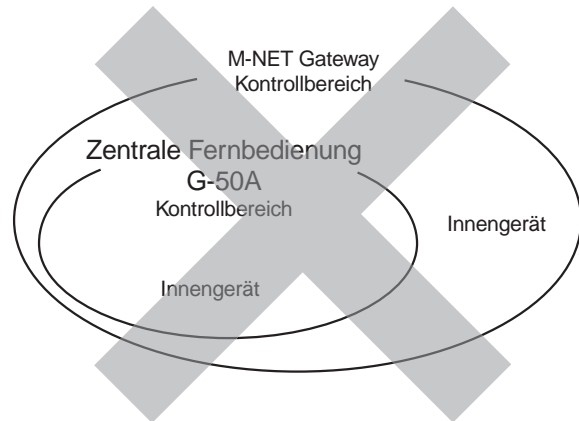 M-NET Gateway
Kontrollbereich
Zentrale Fernbedienung
G-50A
Kontrollbereich
Innengerät
Innengerät